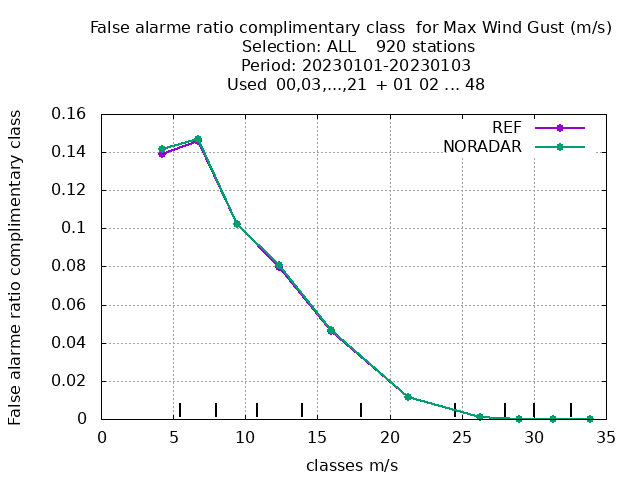 False alarme ratio complimentary class  for Max Wind Gust (m/s)
Selection: ALL    920 stations
Period: 20230101-20230103
Used  00,03,...,21  + 01 02 ... 48
False alarme ratio complimentary class
0.16
0.14
0.12
0.1
0.08
0.06
0.04
0.02
0
REF
NORADAR
0 5 10 15 20 25 30 35
classes m/s